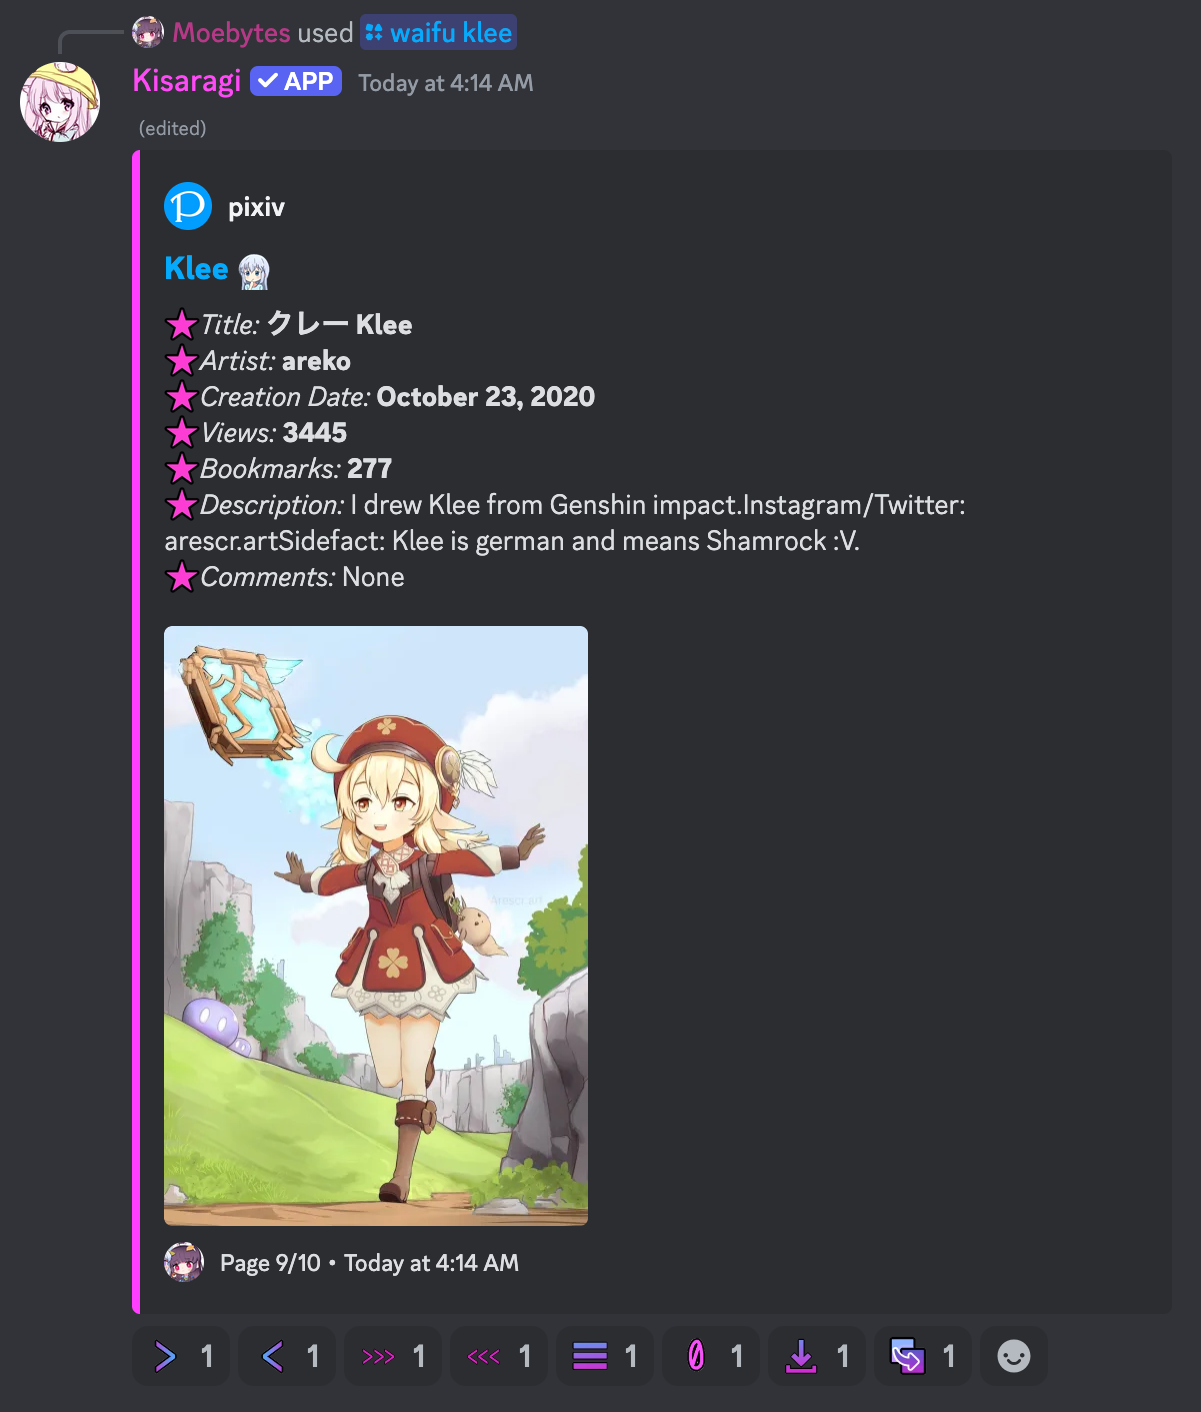 Moebytes used waifu klee
Kisaragi APP Today at 4:14 AM
(edited)
pixiv
Klee
Title: クレー Klee
Artist: areko
Creation Date: October 23, 2020
Views: 3445
Bookmarks: 277
Description: I drew Klee from Genshin impact.Instagram/Twitter:
arescr.artSidefact: Klee is german and means Shamrock :V.
Comments: None
Arescr.art
Page 9/10 • Today at 4:14 AM
1 1 1 1 1 1 1 1